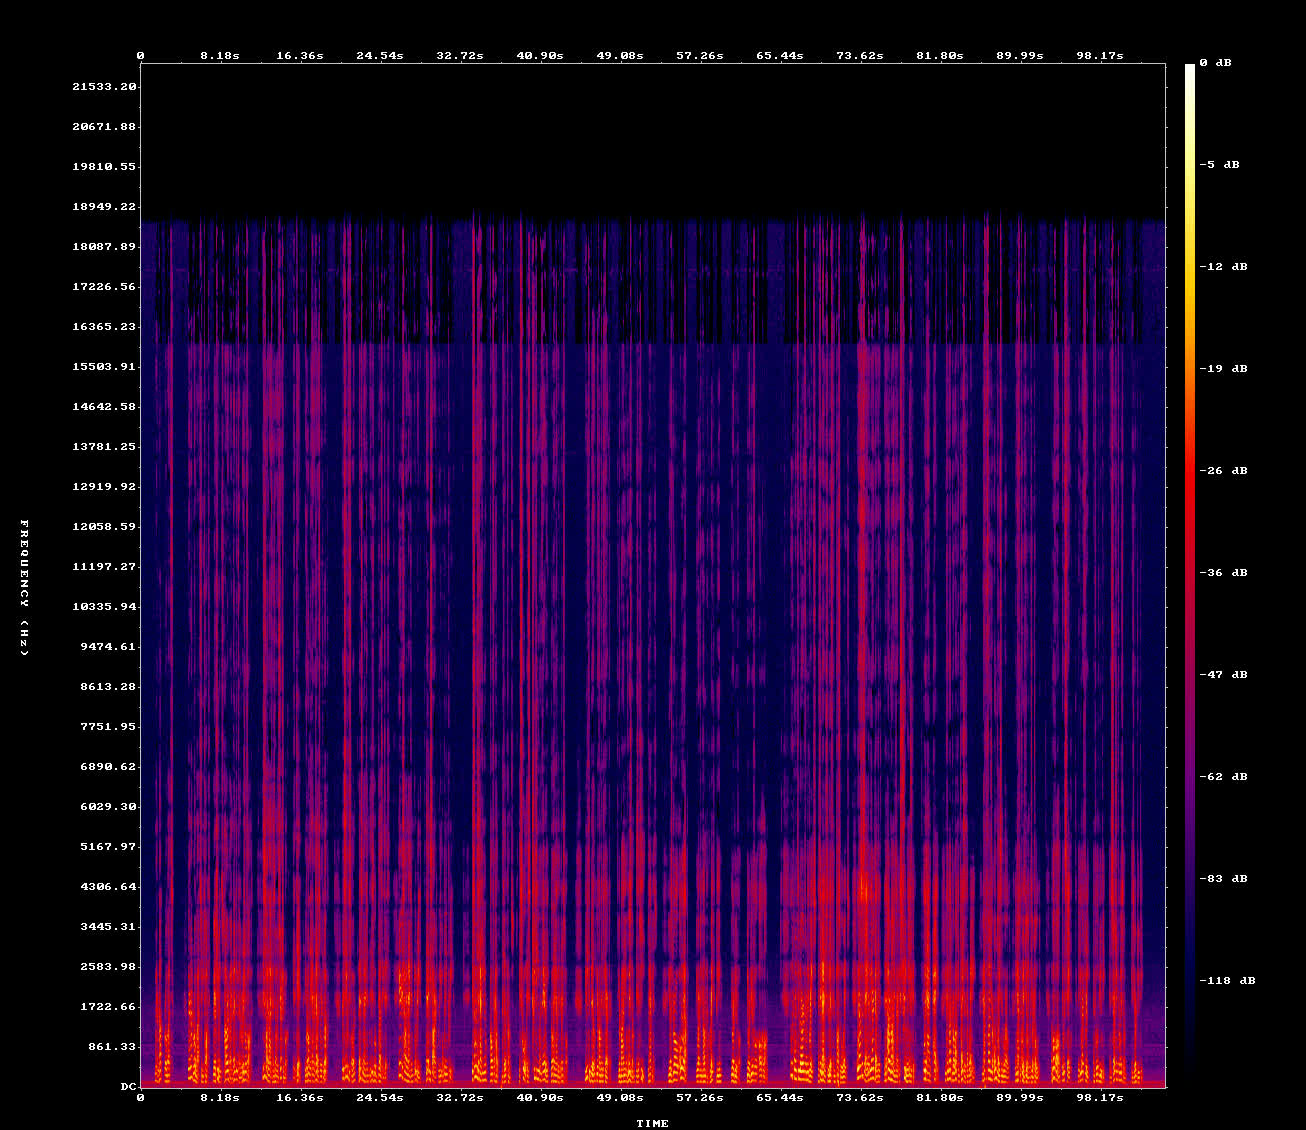 0 8.18s 16.36s 24.54s 32.72s 40.90s 49.08s 57.26s 65.44s 73.62s 81.80s 89.99s 98.17s
0 dB
21533.20
20671.88
19810.55
-5 dB
18949.22
18087.89
-12 dB
17226.56
16365.23
15503.91
-19 dB
14642.58
13781.25
-26 dB
12919.92
12058.59
11197.27
-36 dB
10335.94
9474.61
-47 dB
8613.28
7751.95
6890.62
-62 dB
6029.30
5167.97
4306.64
-83 dB
3445.31
2583.98
-118 dB
1722.66
861.33
DC
0 8.18s 16.36s 24.54s 32.72s 40.90s 49.08s 57.26s 65.44s 73.62s 81.80s 89.99s 98.17s
FREQUENCY (Hz)
TIME